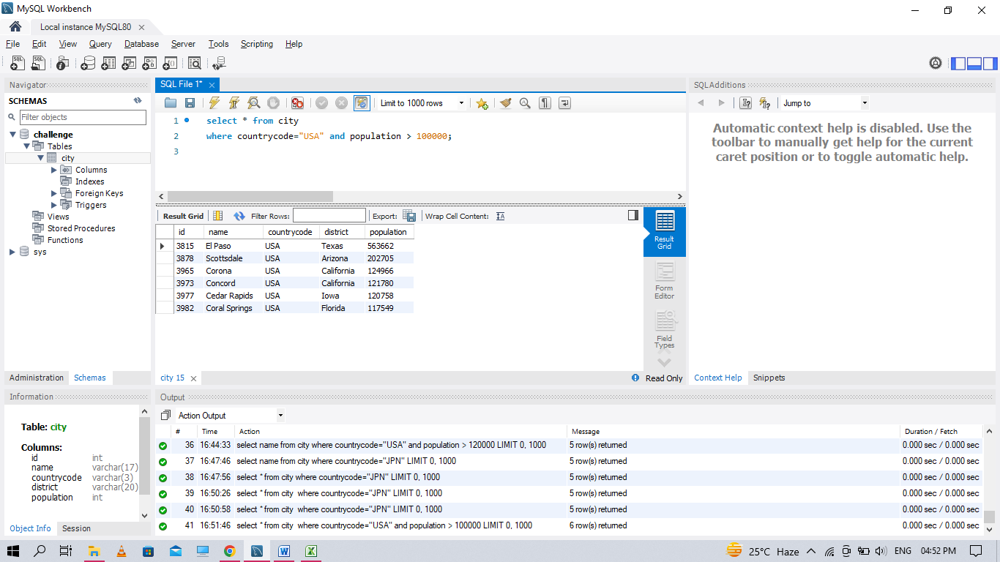 MySQL Workbench
Local instance MySQL80
File Edit View Query Database Server Tools Scripting Help
Navigator
SCHEMAS
Filter objects
challenge
Tables
city
Columns
Indexes
Foreign Keys
Triggers
Views
Stored Procedures
Functions
sys
Administration Schemas
Information
Table: city
Columns:
id int
name varchar(17)
countrycode varchar(3)
district varchar(20)
population int
Object Info Session
SQL File 1*
Limit to 1000 rows
1 select * from city
2 where countrycode="USA" and population > 100000;
3
Result Grid Filter Rows: Export: Wrap Cell Content:
id name countrycode district population
3815 El Paso USA Texas 563662
3878 Scottsdale USA Arizona 202705
3965 Corona USA California 124966
3973 Concord USA California 121780
3977 Cedar Rapids USA Iowa 120758
3982 Coral Springs USA Florida 117549
Result
Grid
Form
Editor
Field
Types
city 15
Read Only
SQLAdditions
Jump to
Automatic context help is disabled. Use the
toolbar to manually get help for the current
caret position or to toggle automatic help.
Context Help Snippets
Output
Action Output
# Time Action Message Duration / Fetch
36 16:44:33 select name from city where countrycode="USA" and population > 120000 LIMIT 0, 1000 5 row(s) returned 0.000 sec / 0.000 sec
37 16:47:46 select name from city where countrycode="JPN" LIMIT 0, 1000 5 row(s) returned 0.000 sec / 0.000 sec
38 16:47:56 select * from city where countrycode="JPN" LIMIT 0, 1000 5 row(s) returned 0.000 sec / 0.000 sec
39 16:50:26 select * from city where countrycode="JPN" LIMIT 0, 1000 5 row(s) returned 0.000 sec / 0.000 sec
40 16:50:58 select * from city where countrycode="JPN" LIMIT 0, 1000 5 row(s) returned 0.000 sec / 0.000 sec
41 16:51:46 select * from city where countrycode="USA" and population > 100000 LIMIT 0, 1000 6 row(s) returned 0.000 sec / 0.000 sec
25°C Haze ENG 04:52 PM